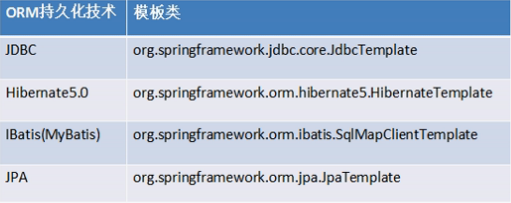 ORM持久化技术 模板类
JDBC org.springframework.jdbc.core.JdbcTemplate
Hibernate5.0 org.springframework.orm.hibernate5.HibernateTemplate
IBatis(MyBatis) org.springframework.orm.ibatis.SqlMapClientTemplate
JPA org.springframework.orm.jpa.JpaTemplate